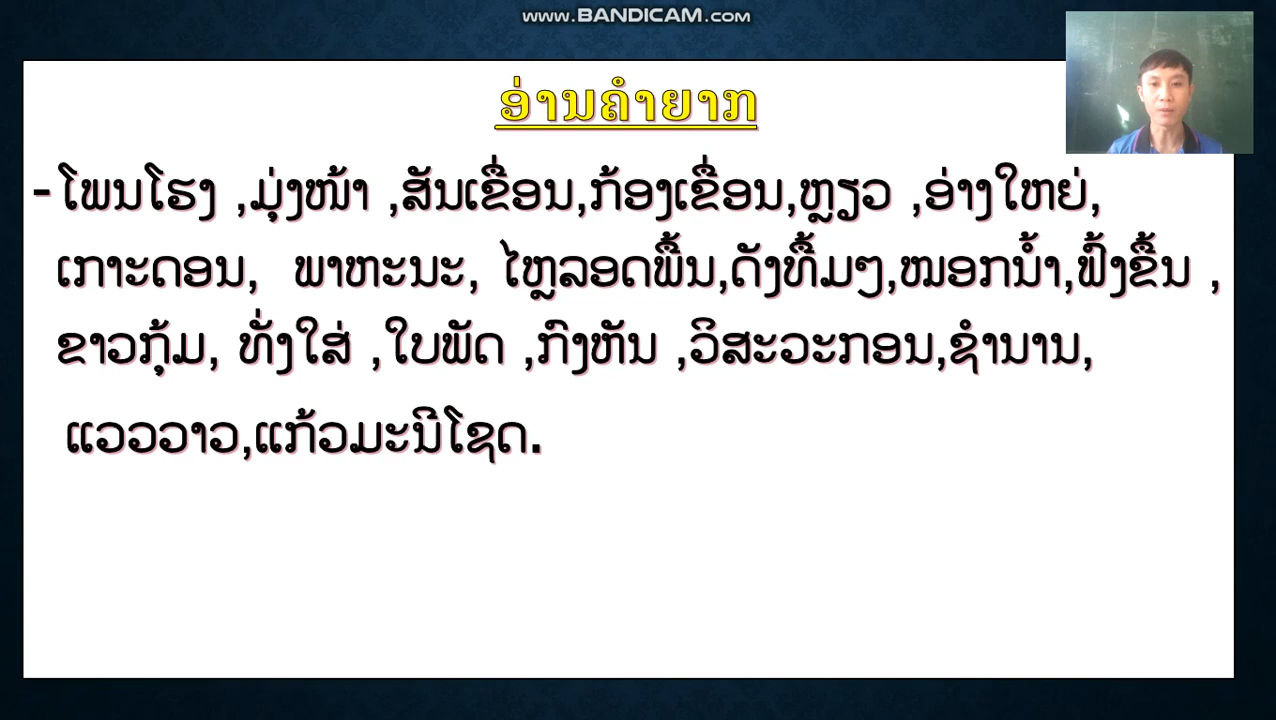 www.BANDICAM.com
ອ່ານຄຳຍາກ
-ໂພນໂຮງ ,ມຸ່ງໜ້າ ,ສັນເຂື່ອນ,ກ້ອງເຂື່ອນ,ຫຼຽວ ,ອ່າງໃຫຍ່,
ເກາະດອນ, ພາຫະນະ, ໄຫຼລອດພື້ນ,ດັງທື້ມໆ,ໝອກນ້ຳ,ຟົ້ງຂື້ນ ,
ຂາວກຸ້ມ, ທັ່ງໃສ່ ,ໃບພັດ ,ກົງຫັນ ,ວິສະວະກອນ,ຊຳນານ,
ແວວວາວ,ແກ້ວມະນີໂຊດ.